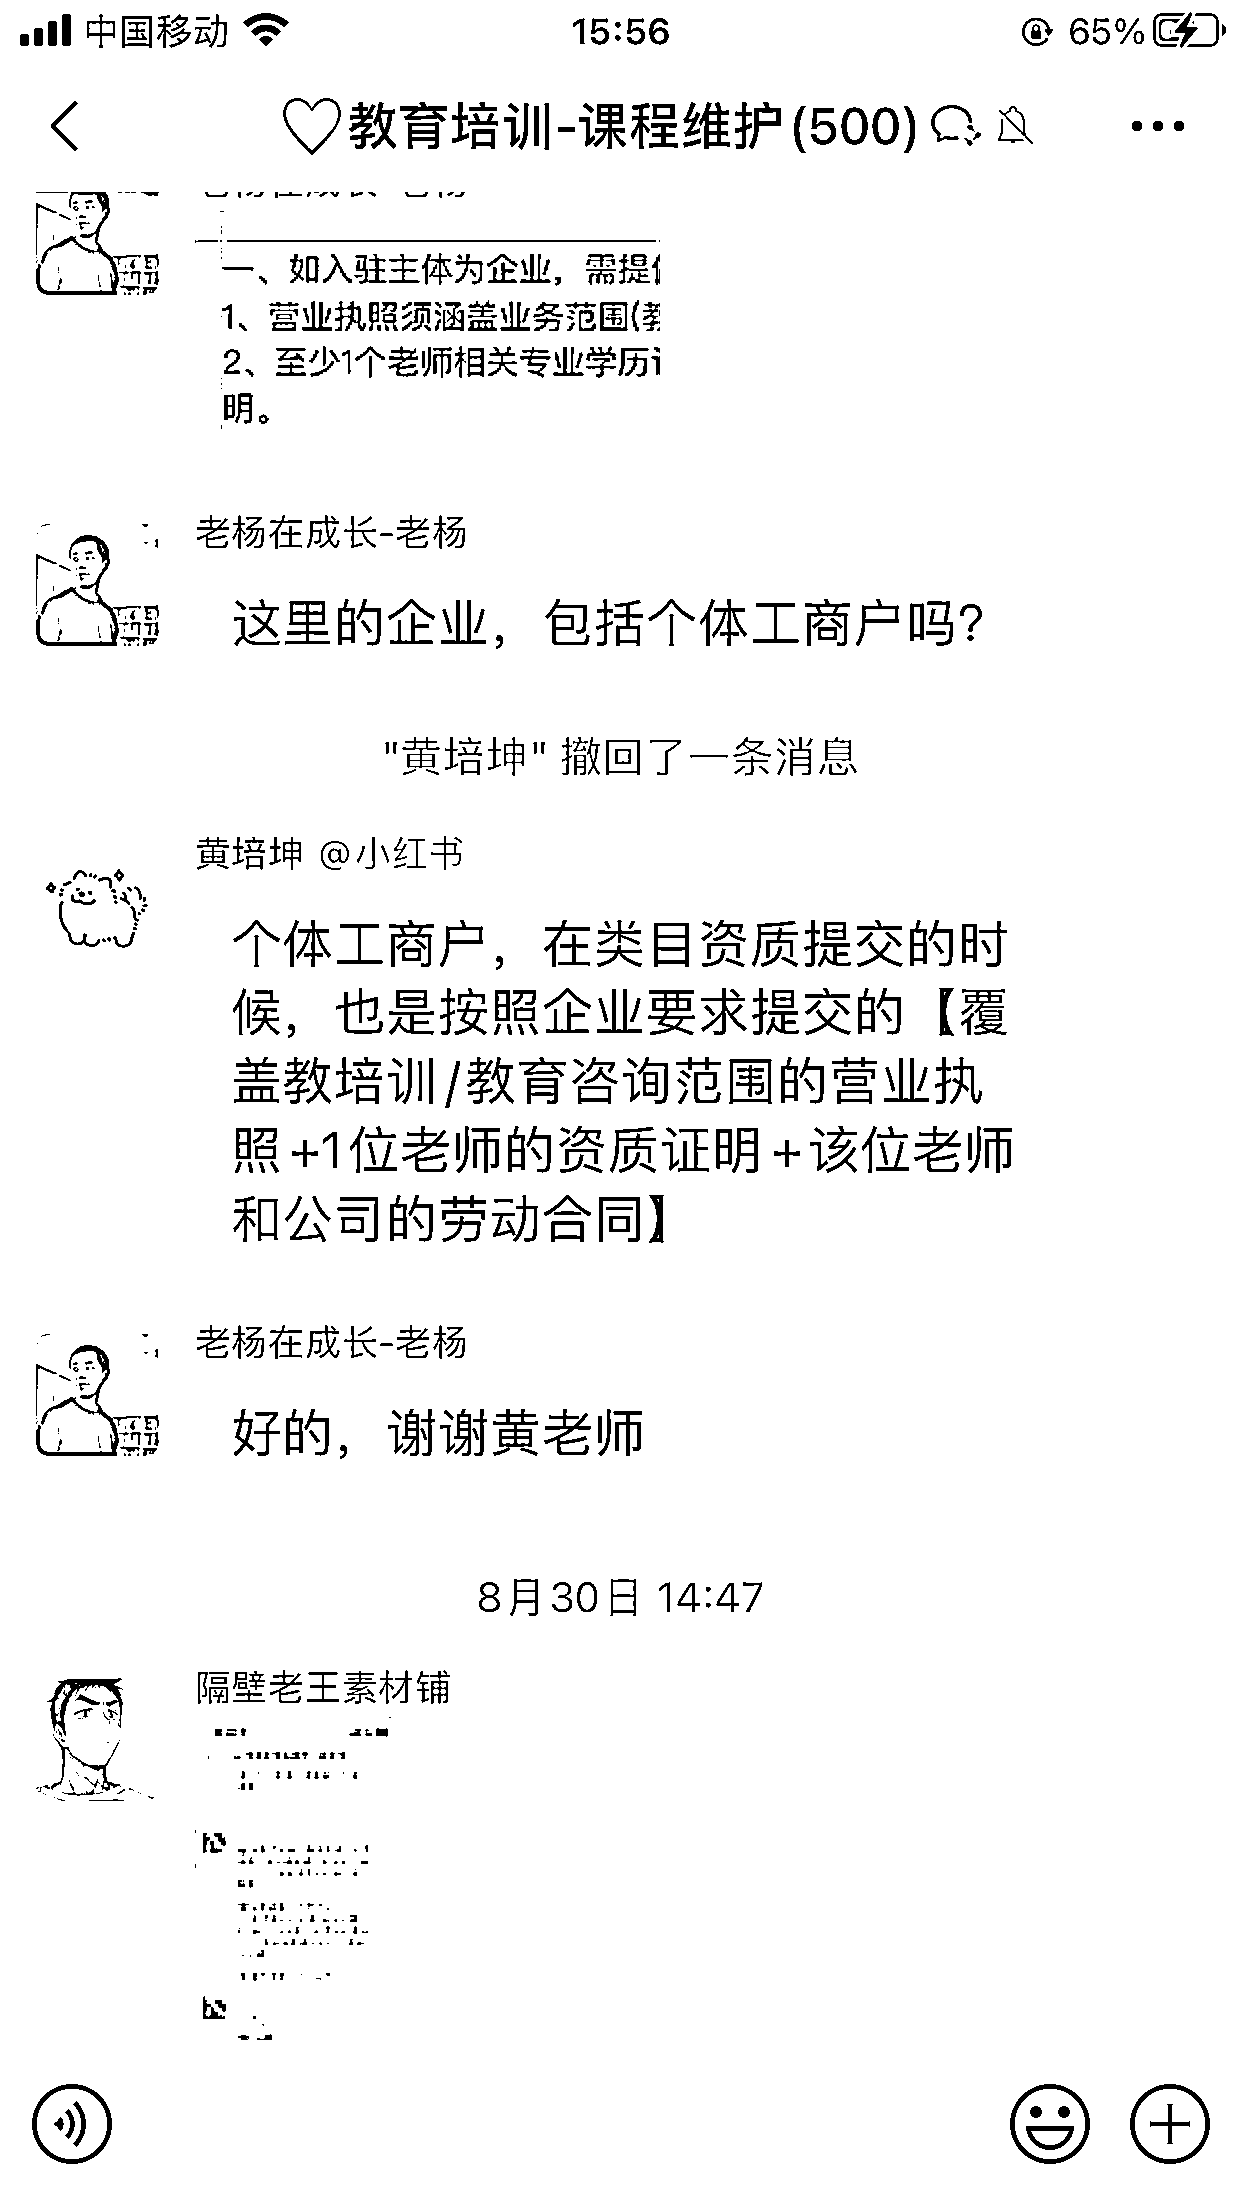 中国移动
15:56
65%
♡教育培训-课程维护(500)
老杨在成长-老杨
一、如入驻主体为企业，需提
1、营业执照须涵盖业务范围(
2、至少1个老师相关专业学历
明。
老杨在成长-老杨
这里的企业，包括个体工商户吗？
"黄培坤" 撤回了一条消息
黄培坤 @小红书
个体工商户，在类目资质提交的时
候，也是按照企业要求提交的【覆
盖教培训/教育咨询范围的营业执
照+1位老师的资质证明+该位老师
和公司的劳动合同】
老杨在成长-老杨
好的，谢谢黄老师
8月30日 14:47
隔壁老王素材铺